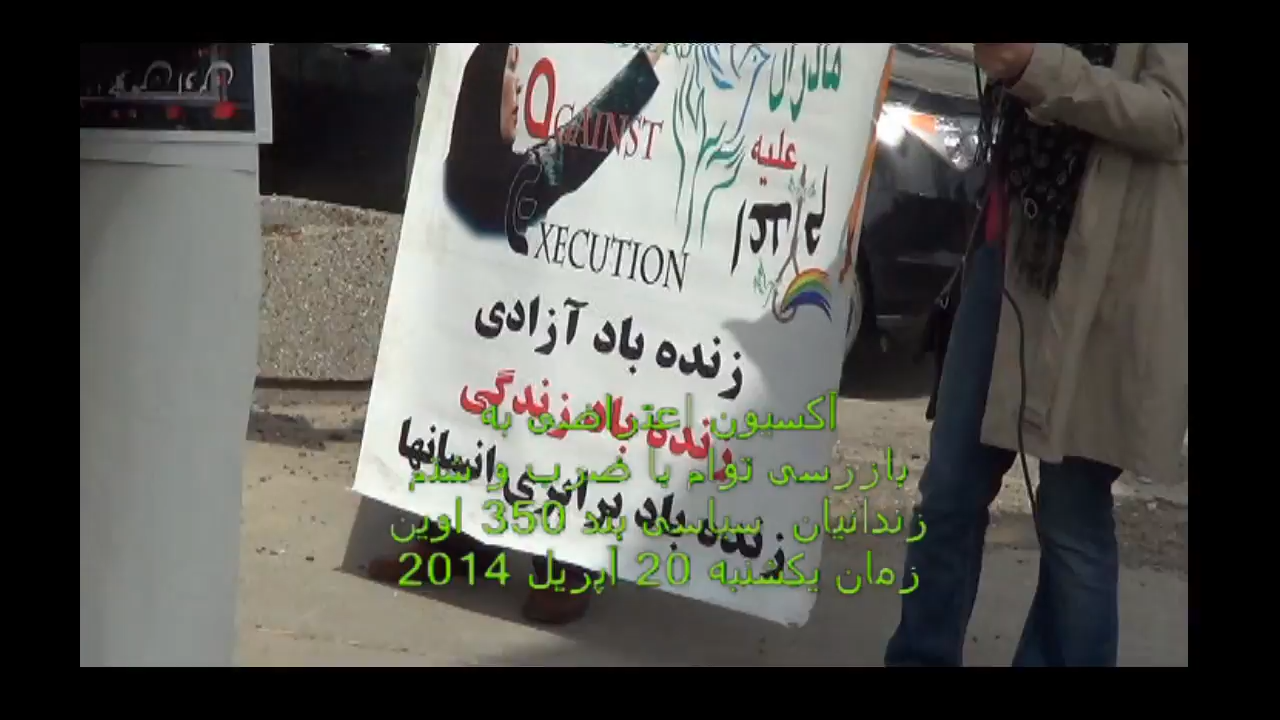 مادران
AGAINST
علیه
اعدام
EXECUTION
زنده باد آزادی
زنده باد زندگی
زنده باد برابری انسانها
آکسیون اعتراضی به
بازرسی توام با ضرب و شتم
زندانیان سیاسی بند 350 اوین
زمان یکشنبه 20 آپریل 2014